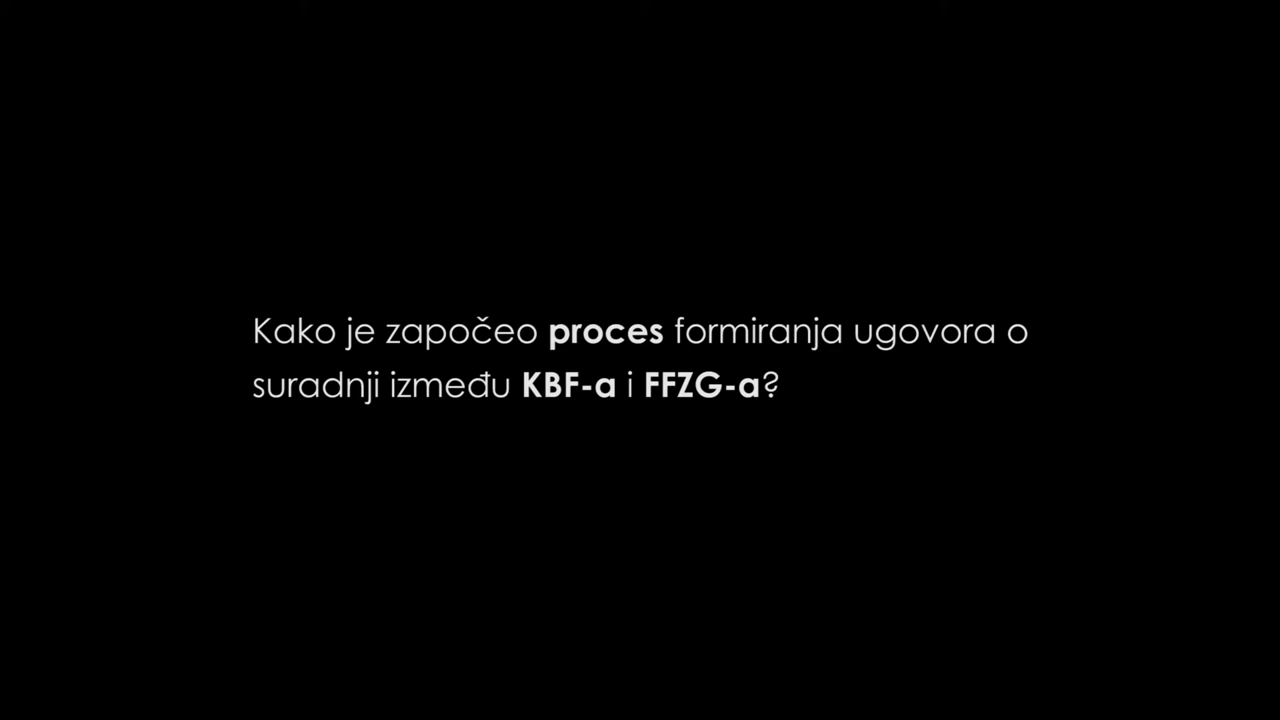 Kako je započeo proces formiranja ugovora o
suradnji između KBF-a i FFZG-a?